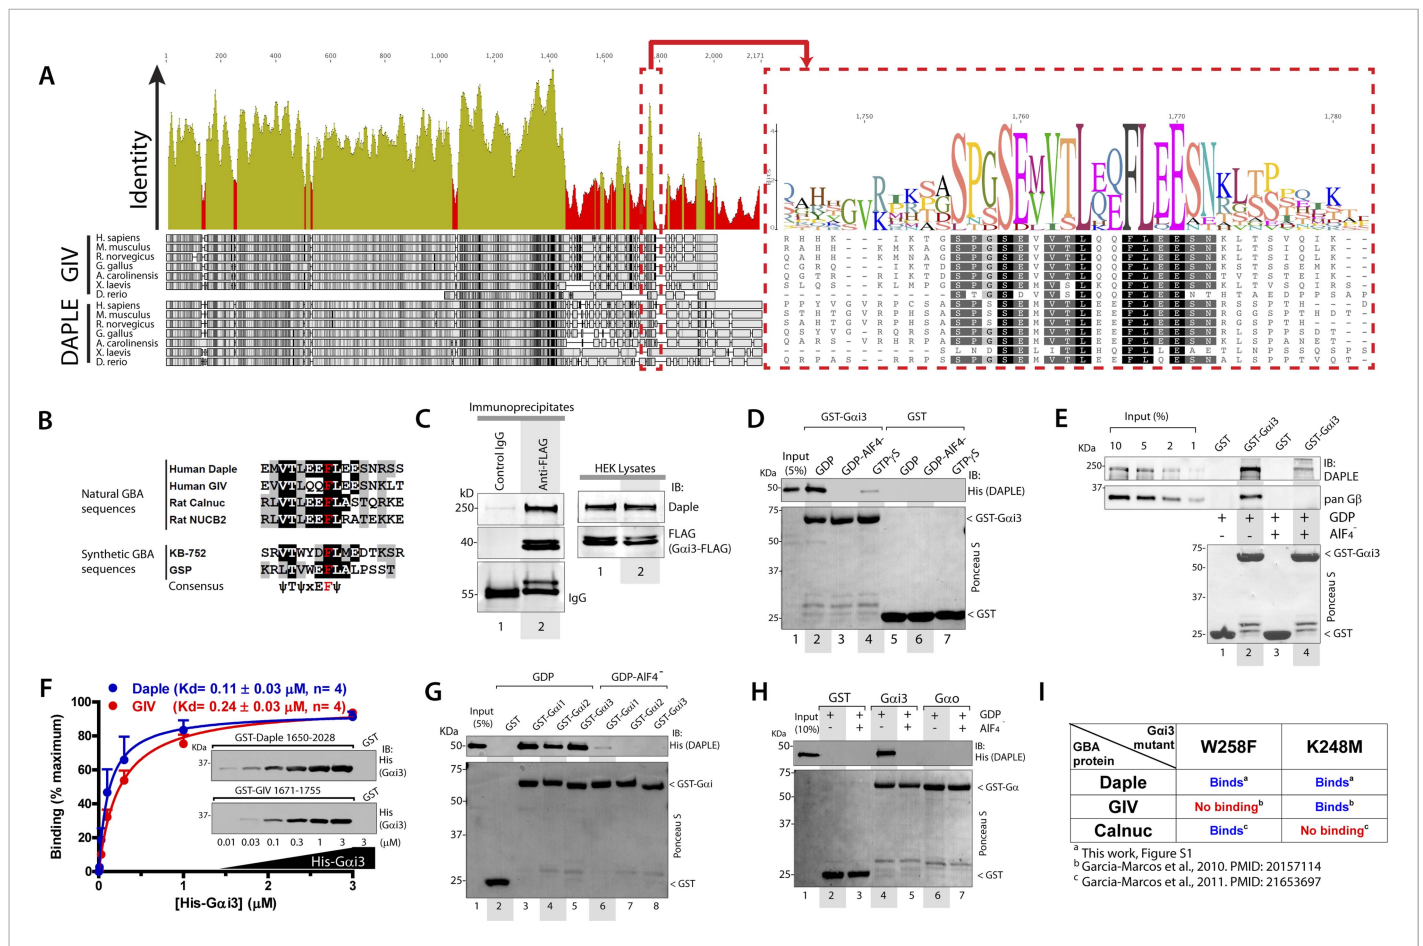 A
Identity
1 200 400 600 800 1,000 1,200 1,400 1,600 1,800 2,000 2,171
1,750 1,760 1,770 1,780
GIV
H. sapiens
M. musculus
R. norvegicus
G. gallus
A. carolinensis
X. laevis
D. rerio
DAPLE
H. sapiens
M. musculus
R. norvegicus
G. gallus
A. carolinensis
X. laevis
D. rerio
B
Natural GBA sequences
Human Daple EMVTLEEFLEESNRSS
Human GIV EVVTLQQFLEESNKLT
Rat Calnuc RLVTLEEFLASTQRKE
Rat NUCB2 RLVTLEEFLRATEKKE
Synthetic GBA sequences
KB-752 SRVTWYDFLMEDTKSR
GSP KRLTVWEFLALPSST
Consensus ψTψxEFψ
C
Immunoprecipitates
Control IgG
Anti-FLAG
HEK Lysates
kD
IB:
250
Daple
40
FLAG
(Gαi3-FLAG)
55
IgG
1 2
1 2
D
GST-Gαi3
GST
Input (5%)
GDP
GDP-AlF4-
GTPγS
GDP
GDP-AlF4-
GTPγS
KDa
IB:
50
His (DAPLE)
75
< GST-Gαi3
50
37
Ponceau S
25
< GST
1 2 3 4 5 6 7
E
Input (%)
10 5 2 1
GST
GST-Gαi3
GST
GST-Gαi3
KDa
IB:
250
DAPLE
37
pan Gβ
+ + + + GDP
- - + + AlF4-
75
< GST-Gαi3
50
37
Ponceau S
25
< GST
1 2 3 4
F
Daple (Kd= 0.11 ± 0.03 µM, n= 4)
GIV (Kd= 0.24 ± 0.03 µM, n= 4)
Binding (% maximum)
100
80
60
40
20
0
GST-Daple 1650-2028
GST
KDa
IB:
37
His
(Gαi3)
GST-GIV 1671-1755
GST
37
His
(Gαi3)
0.01 0.03 0.1 0.3 1 3 3 (µM)
His-Gαi3
0 1 2 3
[His-Gαi3] (µM)
G
GDP
GDP-AlF4-
Input (5%)
GST
GST-Gαi1
GST-Gαi2
GST-Gαi3
GST-Gαi1
GST-Gαi2
GST-Gαi3
KDa
IB:
50
His (DAPLE)
75
< GST-Gαi
50
37
Ponceau S
25
< GST
1 2 3 4 5 6 7 8
H
GST
Gαi3
Gαo
Input (10%)
+ + + + + + GDP
- + - + - + AlF4-
KDa
IB:
50
His (DAPLE)
75
< GST-Gα
50
37
Ponceau S
25
< GST
1 2 3 4 5 6 7
I
GBA protein
Gαi3 mutant
W258F K248M
Daple Bindsa Bindsa
GIV No bindingb Bindsb
Calnuc Bindsc No bindingc
a This work, Figure S1
b Garcia-Marcos et al., 2010. PMID: 20157114
c Garcia-Marcos et al., 2011. PMID: 21653697